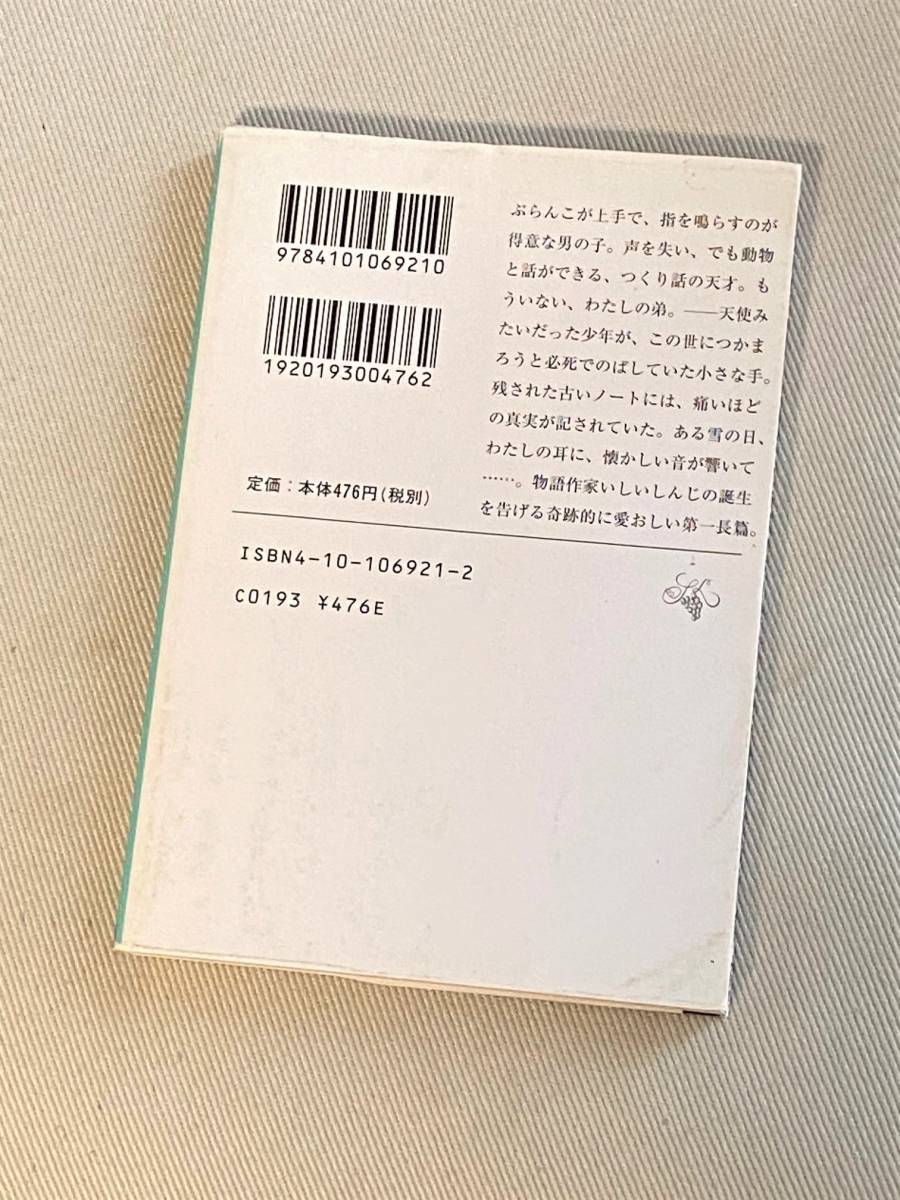 9784101069210
1920193004762
定価：本体476円（税別）
ISBN4-10-106921-2
C0193 ¥476E
ぶらんこが上手で、指を鳴らすのが
得意な男の子。声を失い、でも動物
と話ができる、つくり話の天才。も
ういない、わたしの弟。――天使み
たいだった少年が、この世につかま
ろうと必死でのばしていた小さな手。
残された古いノートには、痛いほど
の真実が記されていた。ある雪の日、
わたしの耳に、懐かしい音が響いて
……。物語作家いしいしんじの誕生
を告げる奇跡的に愛おしい第一長篇。